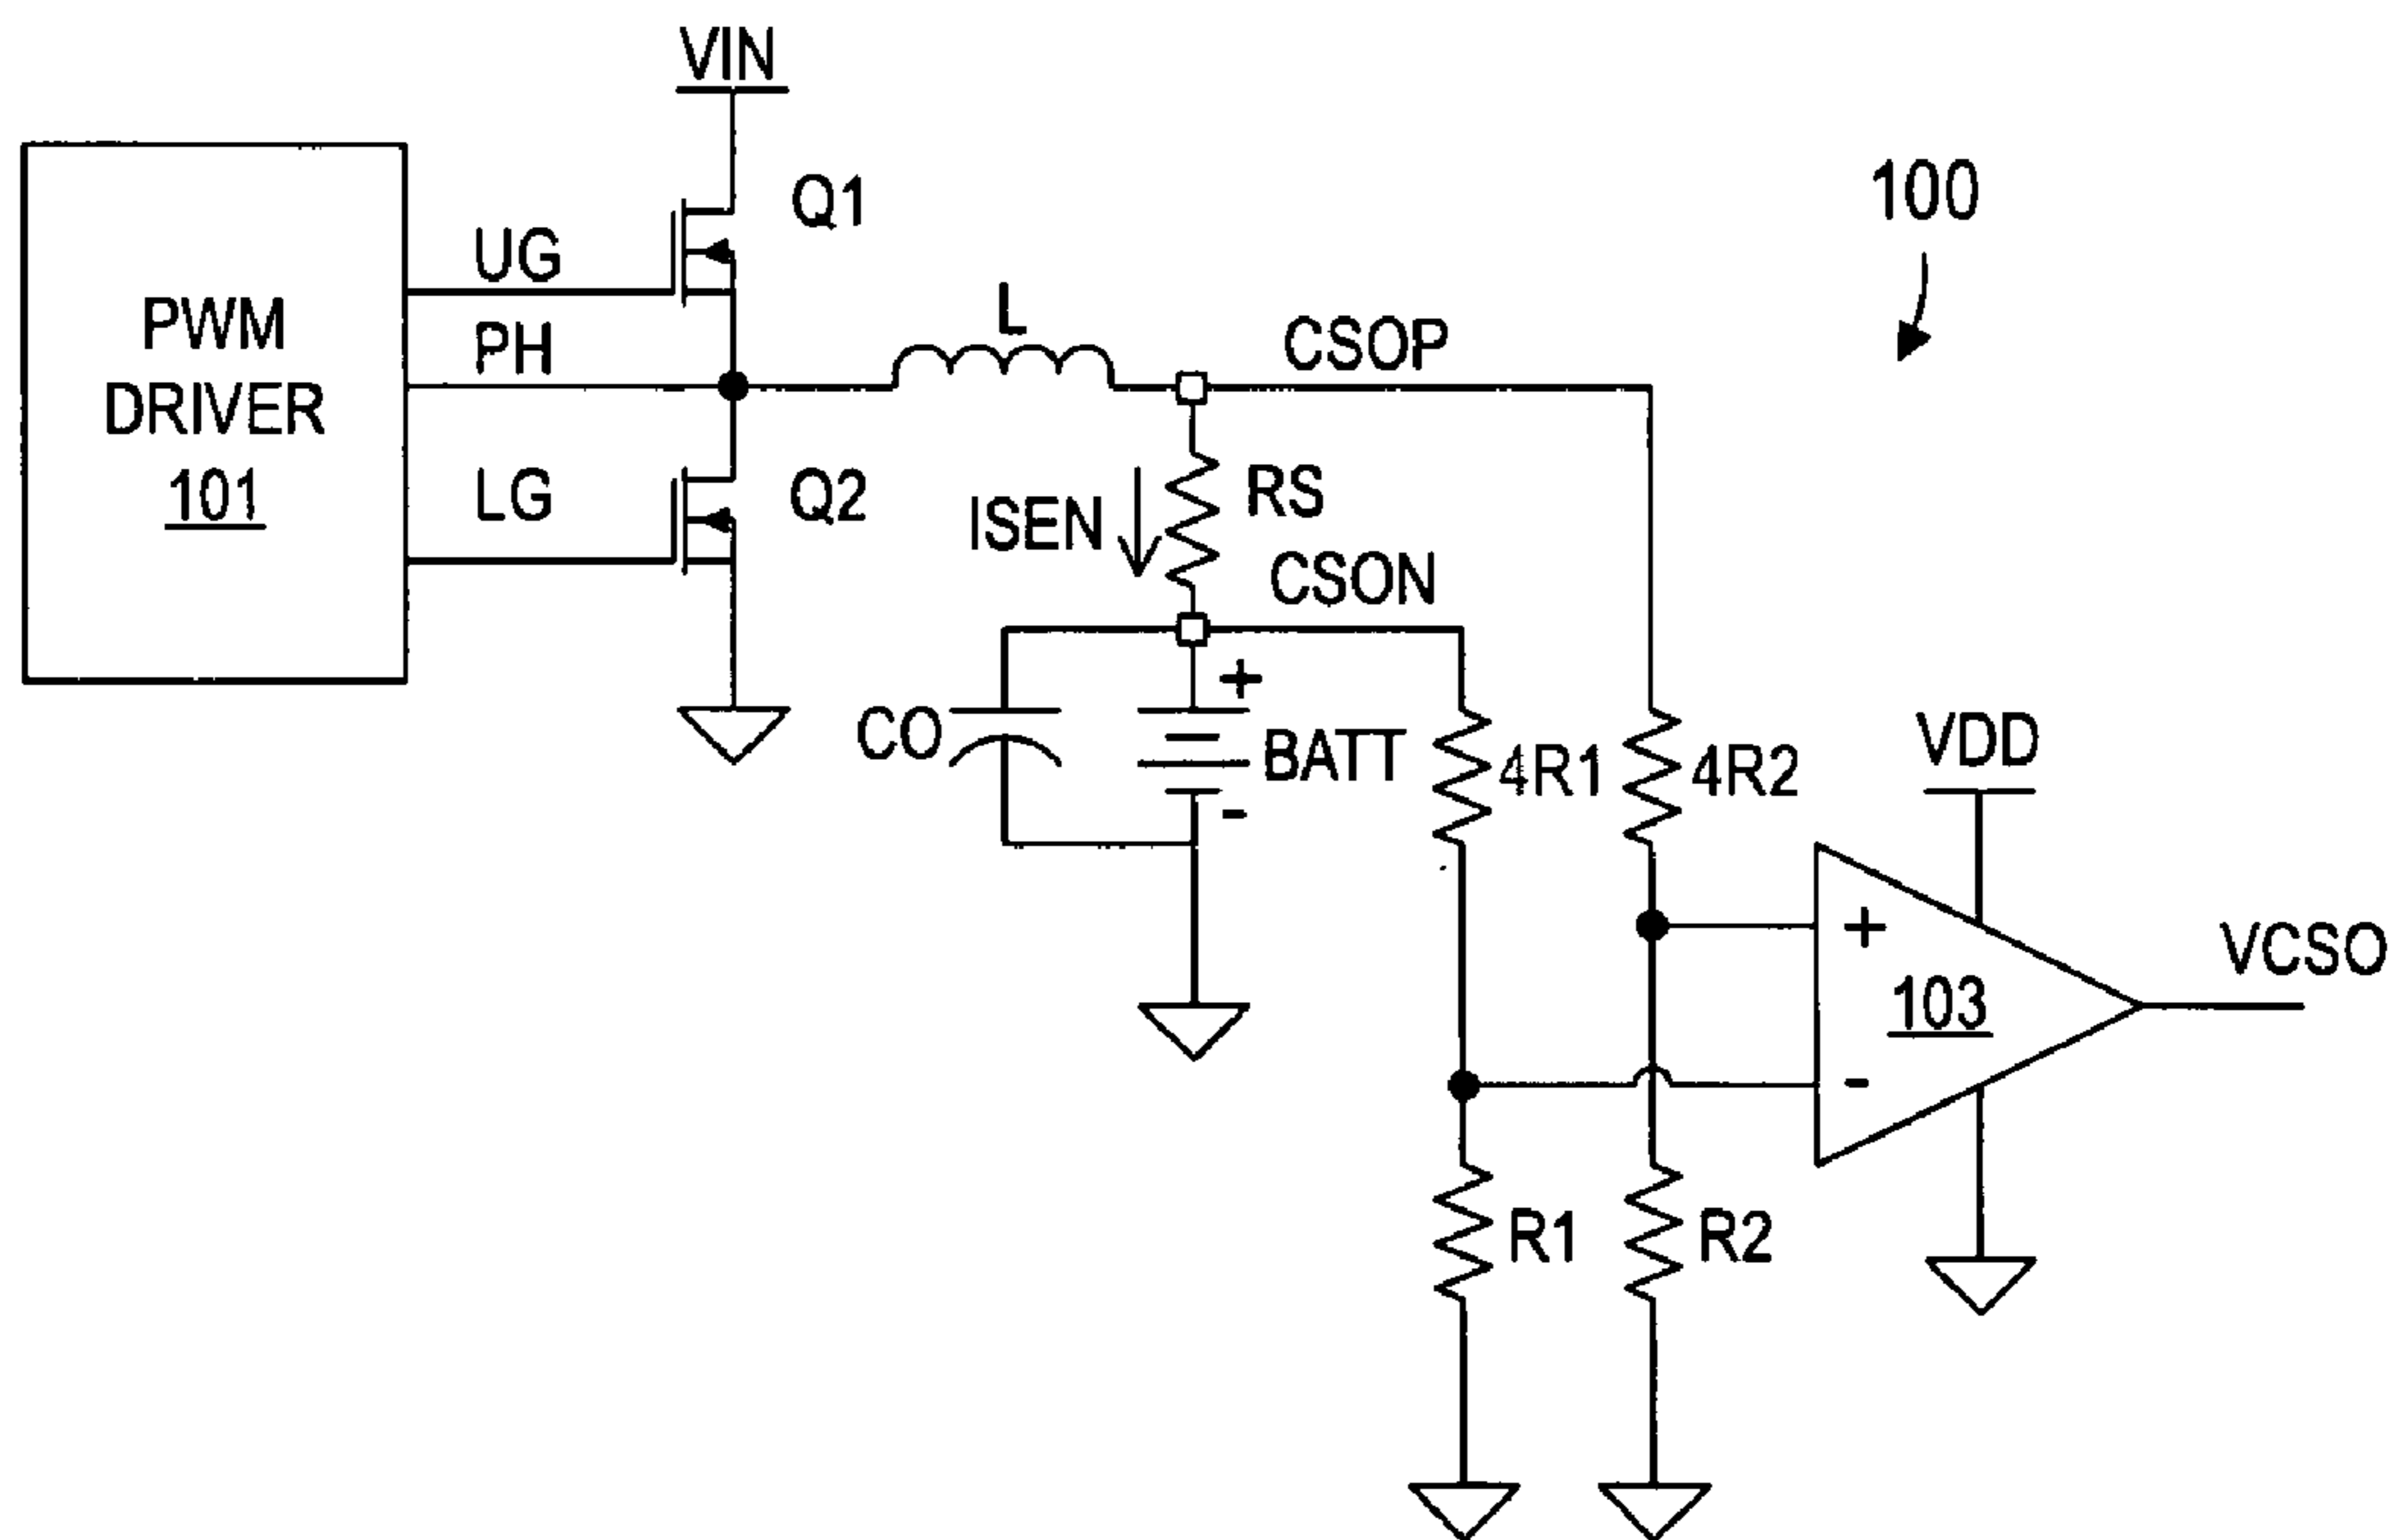 VIN
Q1
100
UG
PWM
DRIVER
101
PH
L
CSOP
LG
Q2
ISEN
RS
CSON
+
CO
BATT
-
4R1
4R2
VDD
+
103
-
VCSO
R1
R2